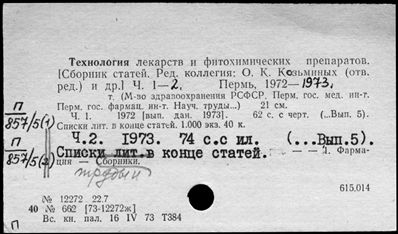 Технология лекарств и фитохимических препаратов.
[Сборник статей. Ред. коллегия: О. К. Козьминых (отв.
ред.) и др.] Ч. 1—2, Пермь, 1972—1973.
т. (М-во здравоохранения РСФСР. Перм. гос. мед. ин-т.
Перм. гос. фармац. ин-т. Науч. труды...) 21 см.
П
857/5(1)
Ч. 1. 1972 [вып. дан. 1973]. 62 с. с черт. (...Вып. 5).
Списки лит. в конце статей. 1.000 экз. 40 к.
П
857/5(2)
Ч.2. 1973. 74 с.с ил. (...Вып.5).
Списки лит. в конце статей. — 1. Фарма-
ция — Сборники.
трудый
615.014
№ 12272 22.7
40 № 662 [73-12272ж]
П
Вс. кн. пал. 16 IV 73 Т384